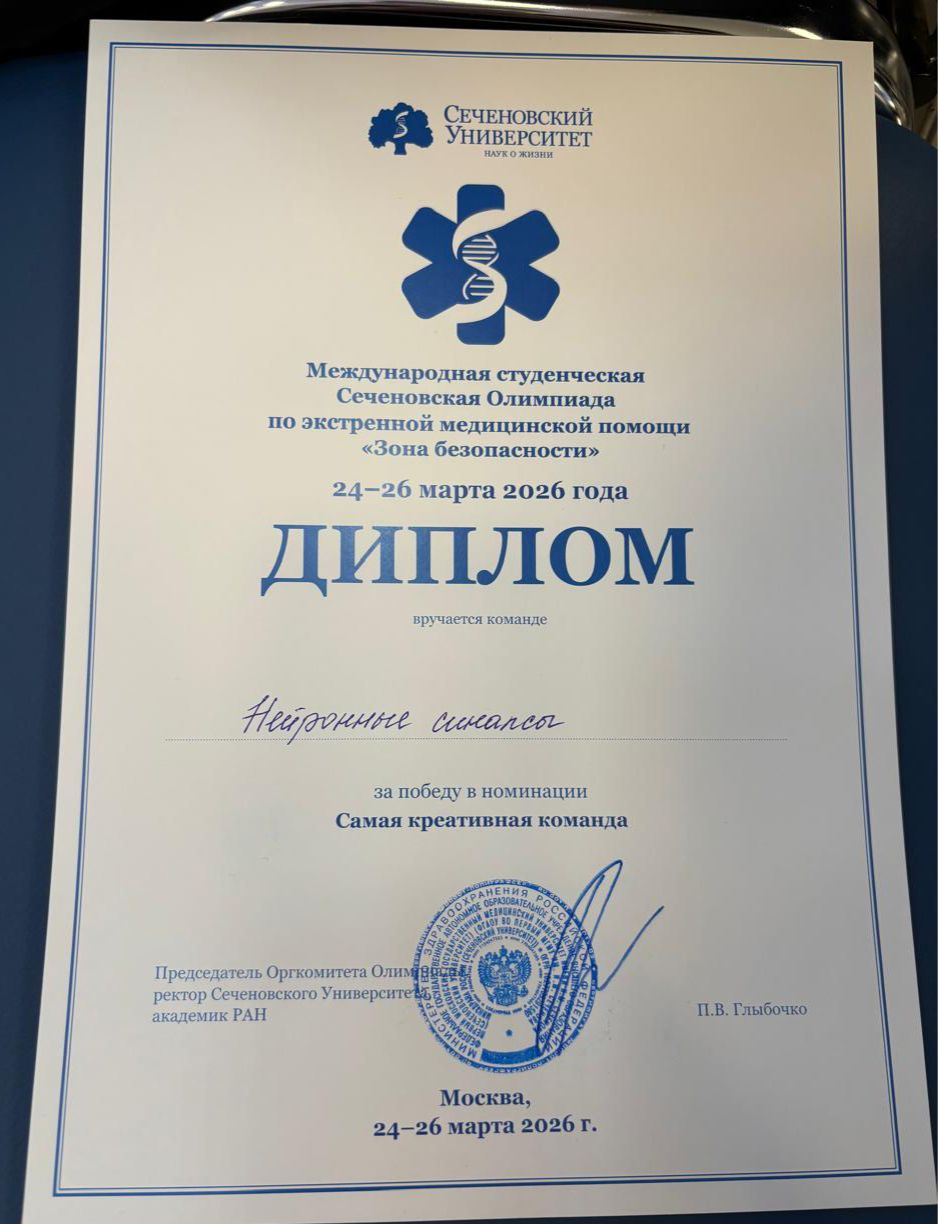 СЕЧЕНОВСКИЙ
УНИВЕРСИТЕТ
НАУК О ЖИЗНИ
Международная студенческая
Сеченовская Олимпиада
по экстренной медицинской помощи
«Зона безопасности»
24–26 марта 2026 года
ДИПЛОМ
вручается команде
Нейронные синапсы
за победу в номинации
Самая креативная команда
Председатель Оргкомитета Олимпиады
ректор Сеченовского Университета,
академик РАН
П.В. Глыбочко
Москва,
24–26 марта 2026 г.